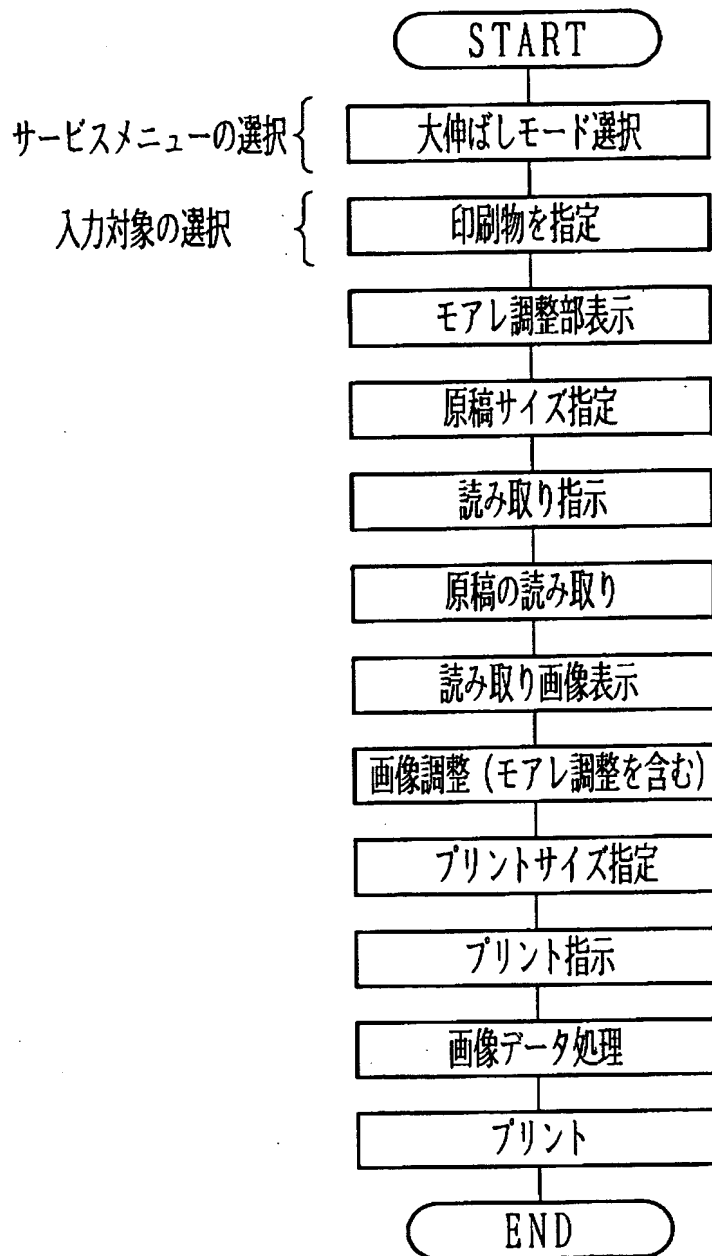 START
サービスメニューの選択
大伸ばしモード選択
入力対象の選択
印刷物を指定
モアレ調整部表示
原稿サイズ指定
読み取り指示
原稿の読み取り
読み取り画像表示
画像調整（モアレ調整を含む）
プリントサイズ指定
プリント指示
画像データ処理
プリント
END